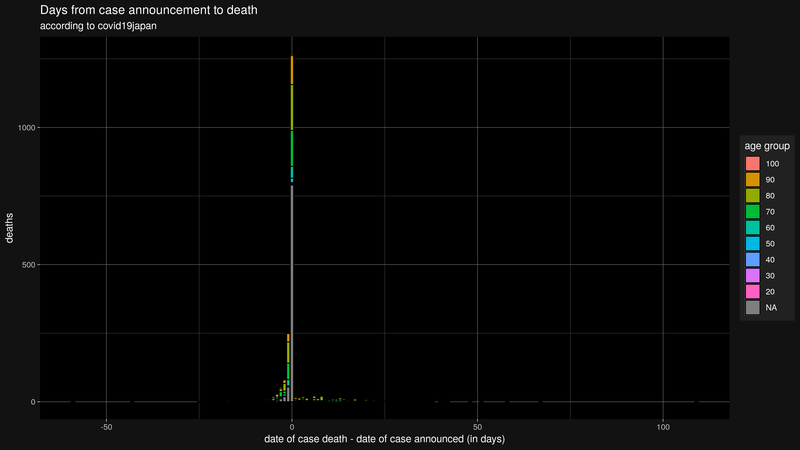 Days from case announcement to death
according to covid19japan
deaths
1000
500
0
-50
0
50
100
date of case death - date of case announced (in days)
age group
100
90
80
70
60
50
40
30
20
NA